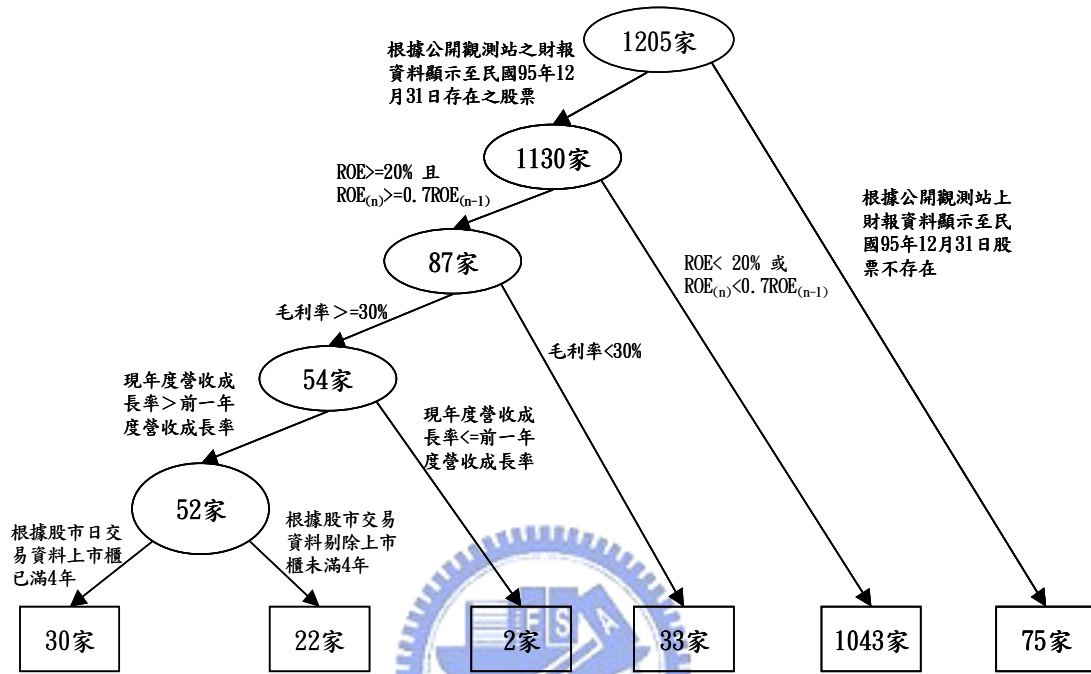 1205家
根據公開觀測站之財報
資料顯示至民國95年12
月31日存在之股票
1130家
ROE>=20% 且
ROE(n)>=0.7ROE(n-1)
根據公開觀測站上
財報資料顯示至民
國95年12月31日股
票不存在
87家
ROE< 20% 或
ROE(n)<0.7ROE(n-1)
毛利率＞=30%
毛利率<30%
54家
現年度營收成
長率＞前一年
度營收成長率
現年度營收成
長率<=前一年
度營收成長率
52家
根據股市日交
易資料上市櫃
已滿4年
根據股市交易
資料剔除上市
櫃未滿4年
30家
22家
2家
33家
1043家
75家